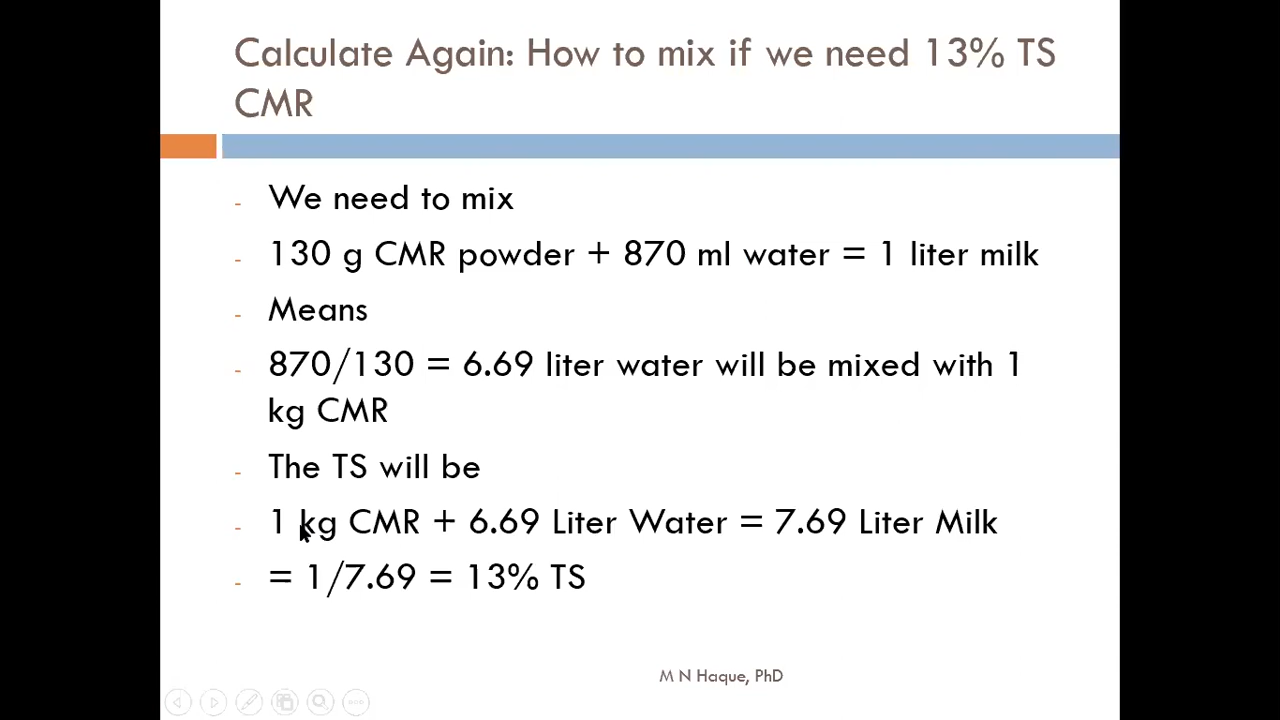 Calculate Again: How to mix if we need 13% TS
CMR
- We need to mix
- 130 g CMR powder + 870 ml water = 1 liter milk
- Means
- 870/130 = 6.69 liter water will be mixed with 1
kg CMR
- The TS will be
- 1 kg CMR + 6.69 Liter Water = 7.69 Liter Milk
- = 1/7.69 = 13% TS
M N Haque, PhD